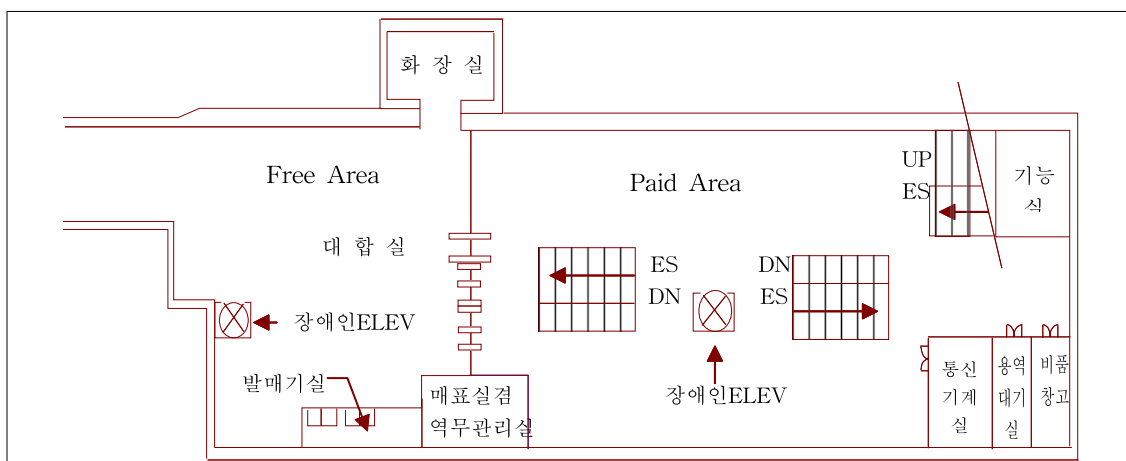 화 장 실
Free Area
Paid Area
UP
ES
기능
식
대 합 실
ES
DN
DN
ES
장애인ELEV
발매기실
매표실겸
역무관리실
장애인ELEV
통신
기계
실
용역
대기
실
비품
창고